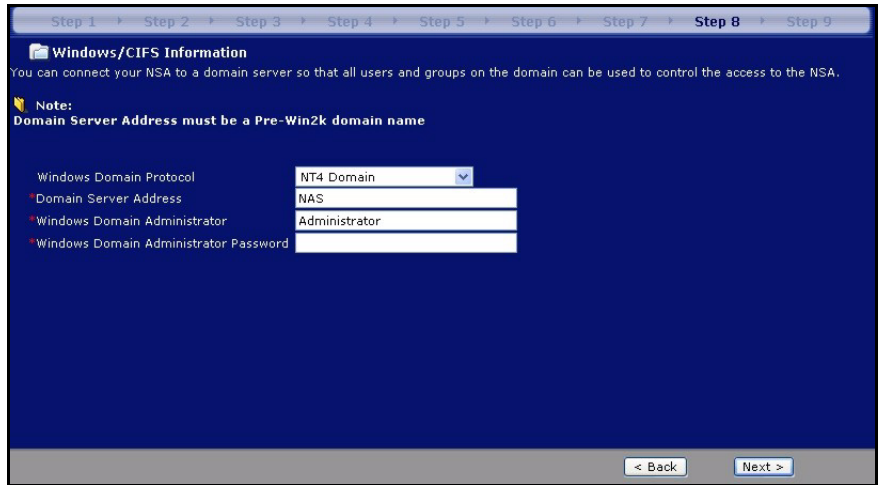 Step 1 Step 2 Step 3 Step 4 Step 5 Step 6 Step 7 Step 8 Step 9
Windows/CIFS Information
You can connect your NSA to a domain server so that all users and groups on the domain can be used to control the access to the NSA.
Note:
Domain Server Address must be a Pre-Win2k domain name
Windows Domain Protocol NT4 Domain
*Domain Server Address NAS
*Windows Domain Administrator Administrator
*Windows Domain Administrator Password
< Back Next >